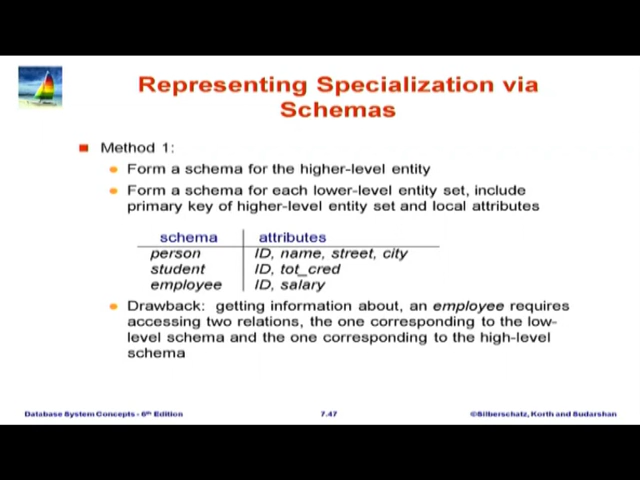 Representing Specialization via
Schemas
Method 1:
Form a schema for the higher-level entity
Form a schema for each lower-level entity set, include
primary key of higher-level entity set and local attributes
schema attributes
person ID, name, street, city
student ID, tot_cred
employee ID, salary
Drawback: getting information about, an employee requires
accessing two relations, the one corresponding to the low-
level schema and the one corresponding to the high-level
schema
Database System Concepts - 6th Edition 7.47 ©Silberschatz, Korth and Sudarshan